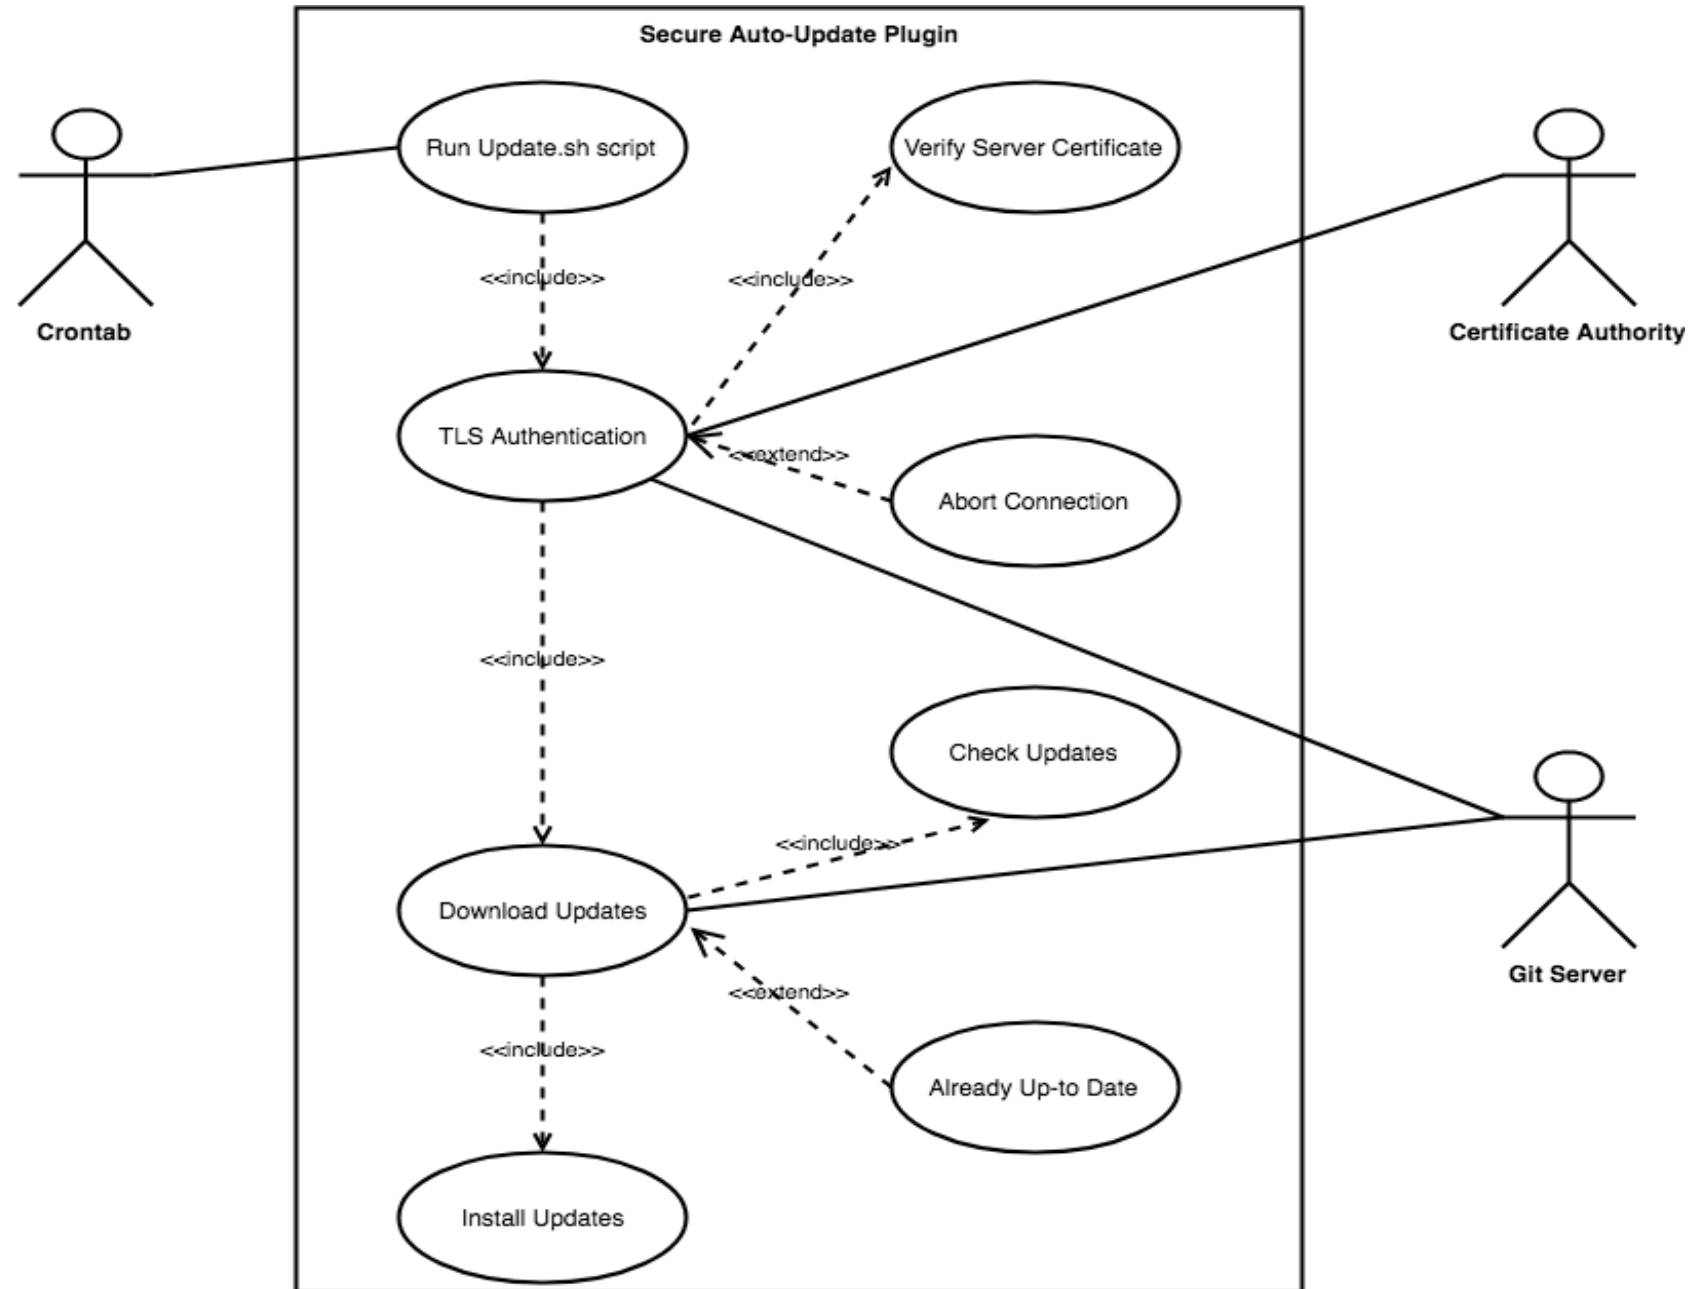 Secure Auto-Update Plugin
Run Update.sh script
Verify Server Certificate
<<include>>
<<include>>
Crontab
Certificate Authority
TLS Authentication
<<extend>>
Abort Connection
<<include>>
Check Updates
<<include>>
Download Updates
Git Server
<<extend>>
<<include>>
Already Up-to Date
Install Updates